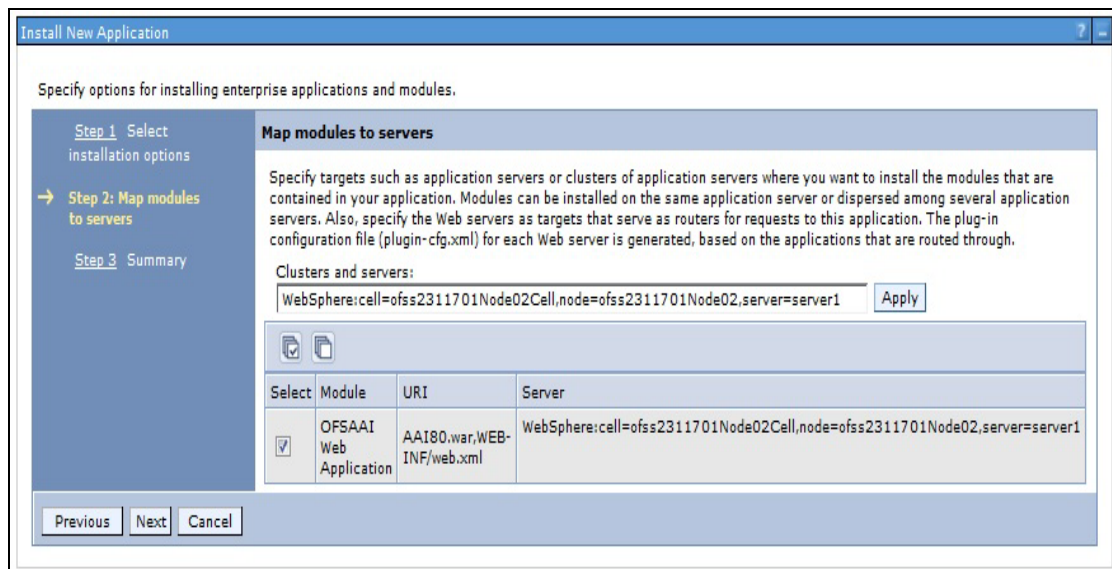 Install New Application
?
Specify options for installing enterprise applications and modules.
Step 1 Select
installation options
Step 2: Map modules
to servers
Step 3 Summary
Map modules to servers
Specify targets such as application servers or clusters of application servers where you want to install the modules that are
contained in your application. Modules can be installed on the same application server or dispersed among several application
servers. Also, specify the Web servers as targets that serve as routers for requests to this application. The plug-in
configuration file (plugin-cfg.xml) for each Web server is generated, based on the applications that are routed through.
Clusters and servers:
WebSphere:cell=ofss2311701Node02Cell,node=ofss2311701Node02,server=server1
Apply
Select Module URI Server
OFSAAI
Web
Application
AAI80.war,WEB-
INF/web.xml
WebSphere:cell=ofss2311701Node02Cell,node=ofss2311701Node02,server=server1
Previous Next Cancel